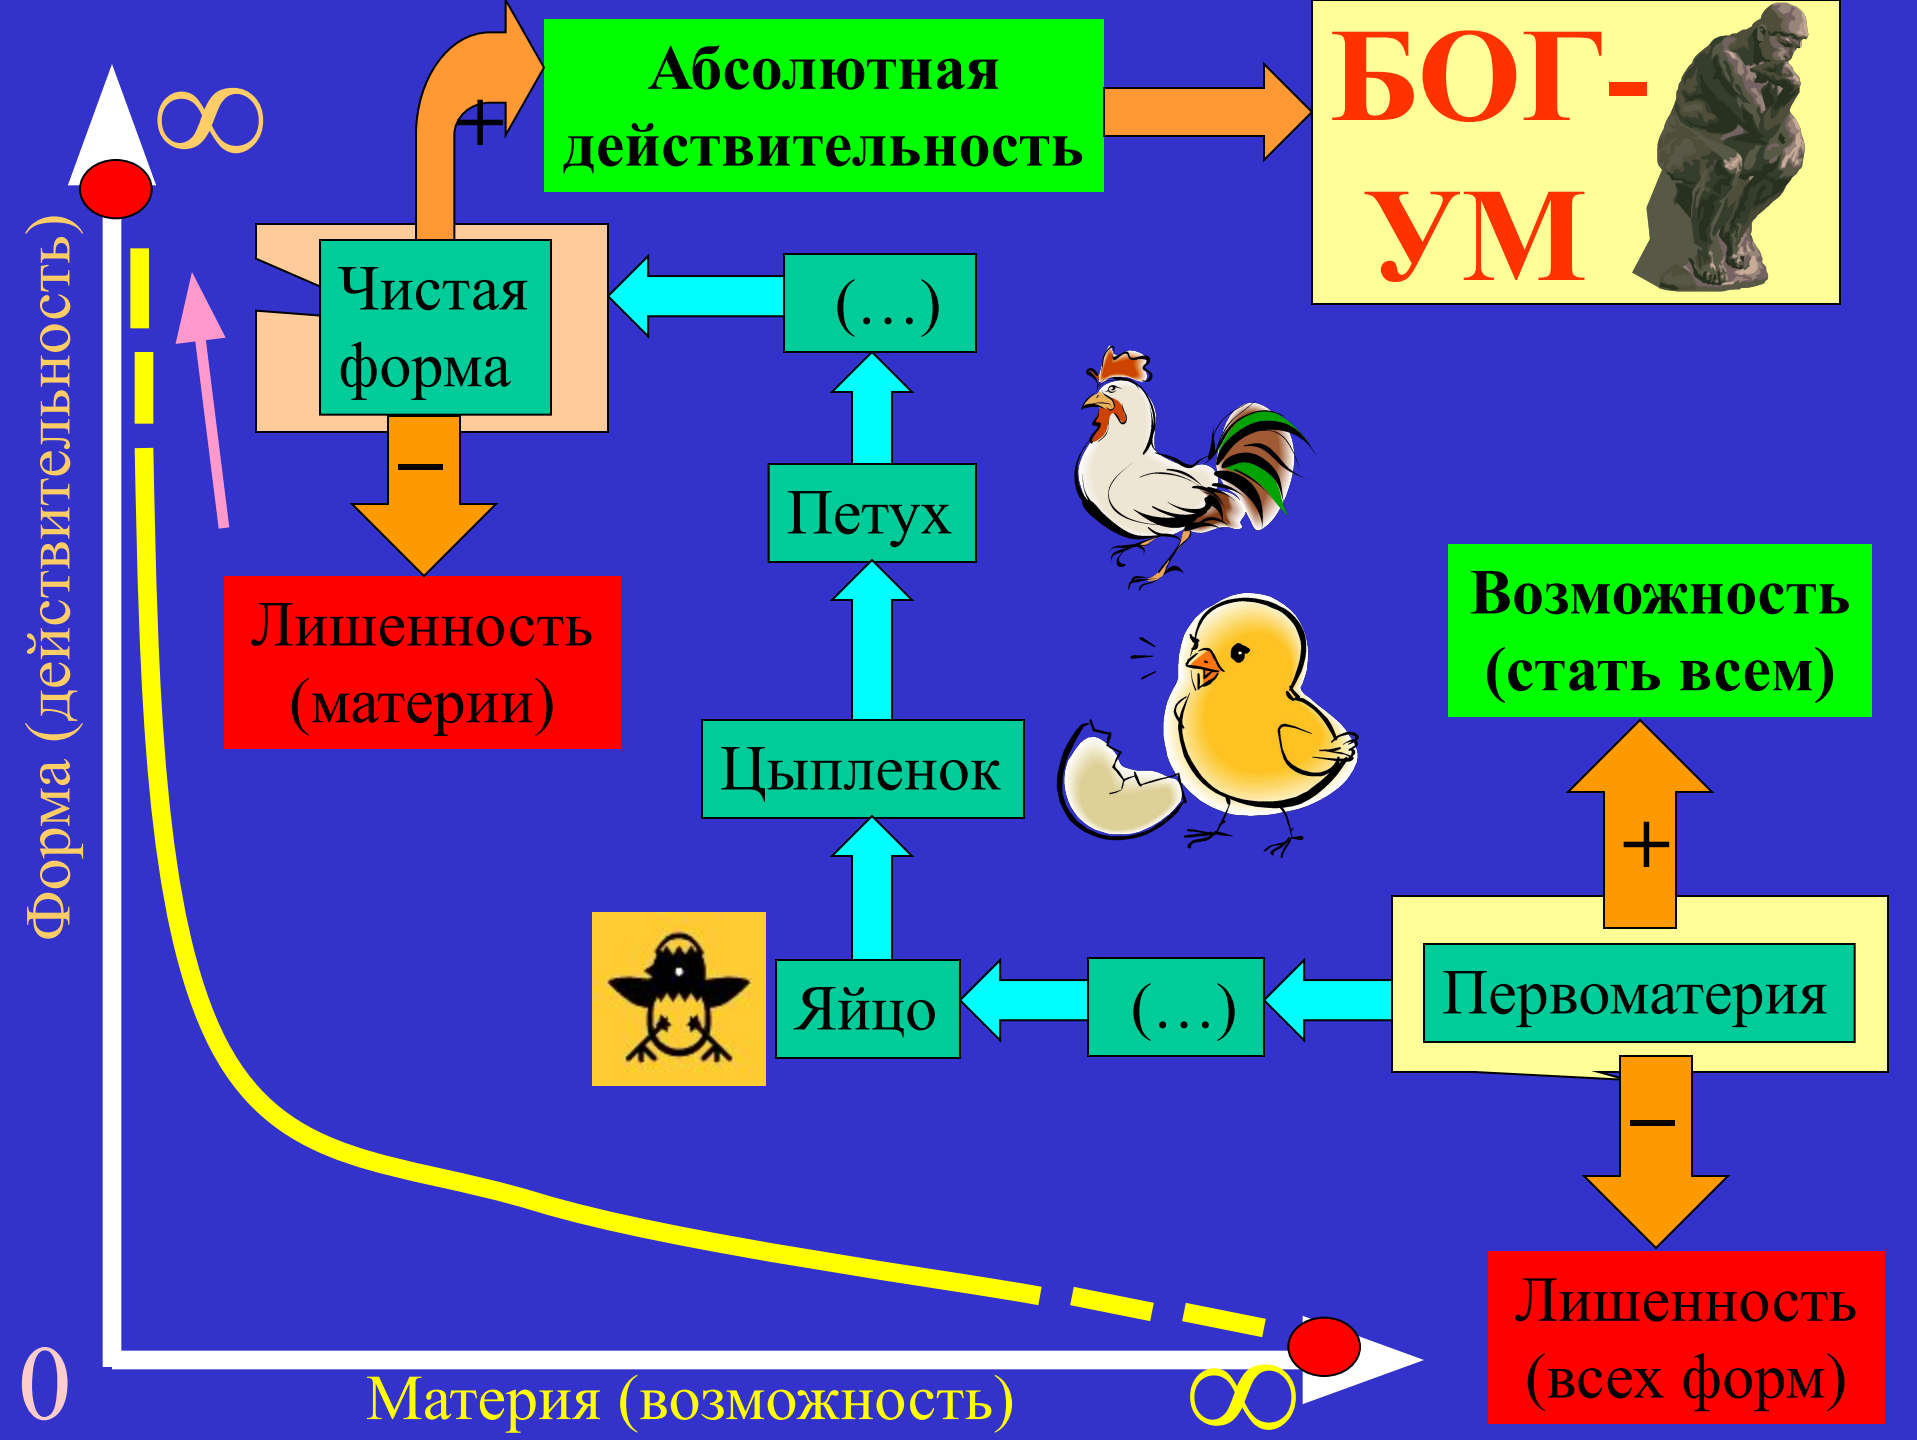 Абсолютная
действительность
БОГ-
УМ
∞
+
Чистая
форма
(…)
–
Петух
Лишенность
(материи)
Возможность
(стать всем)
Цыпленок
+
Форма (действительность)
Яйцо
(…)
Первоматерия
–
Лишенность
(всех форм)
0
Материя (возможность)
∞